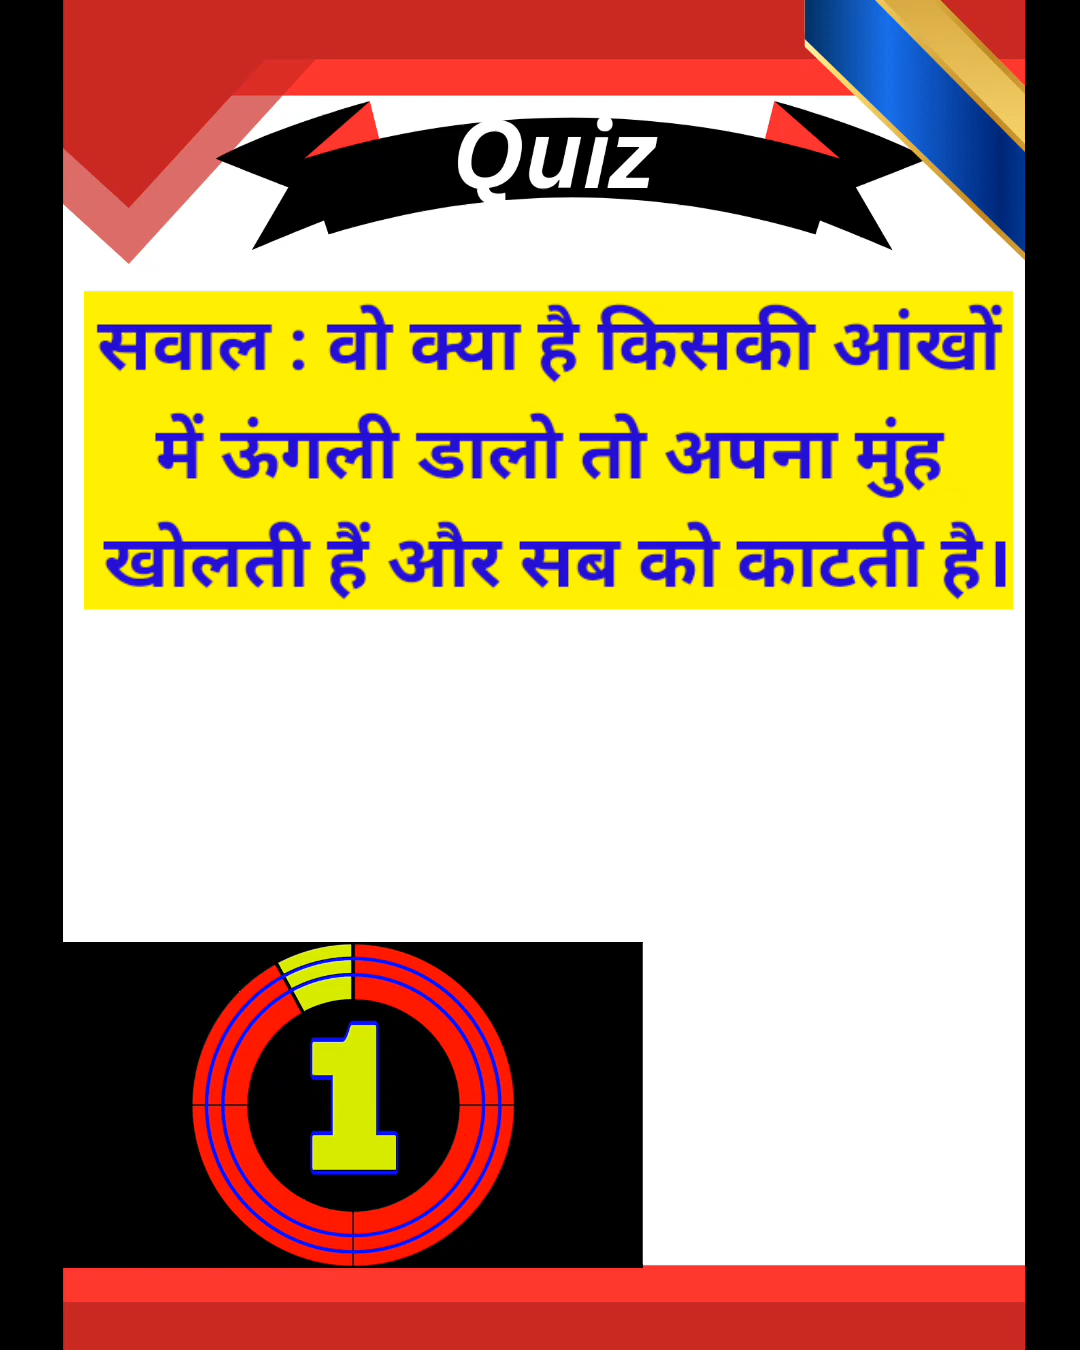 Quiz
सवाल : वो क्या है किसकी आंखों
में ऊंगली डालो तो अपना मुंह
खोलती हैं और सब को काटती है।
1